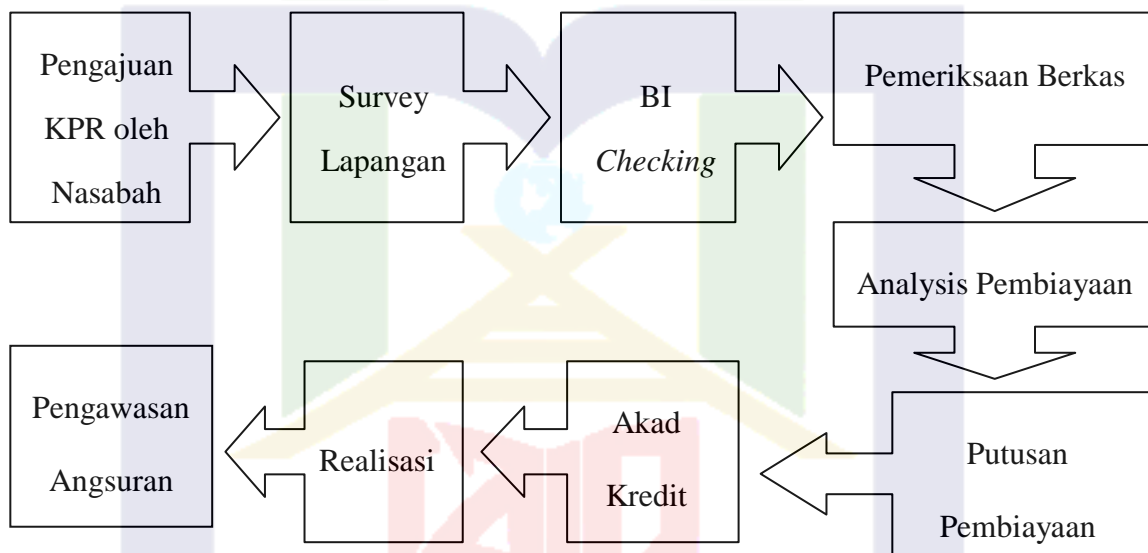 Pengajuan
KPR oleh
Nasabah
Survey
Lapangan
BI
Checking
Pemeriksaan Berkas
Analysis Pembiayaan
Putusan
Pembiayaan
Akad
Kredit
Realisasi
Pengawasan
Angsuran